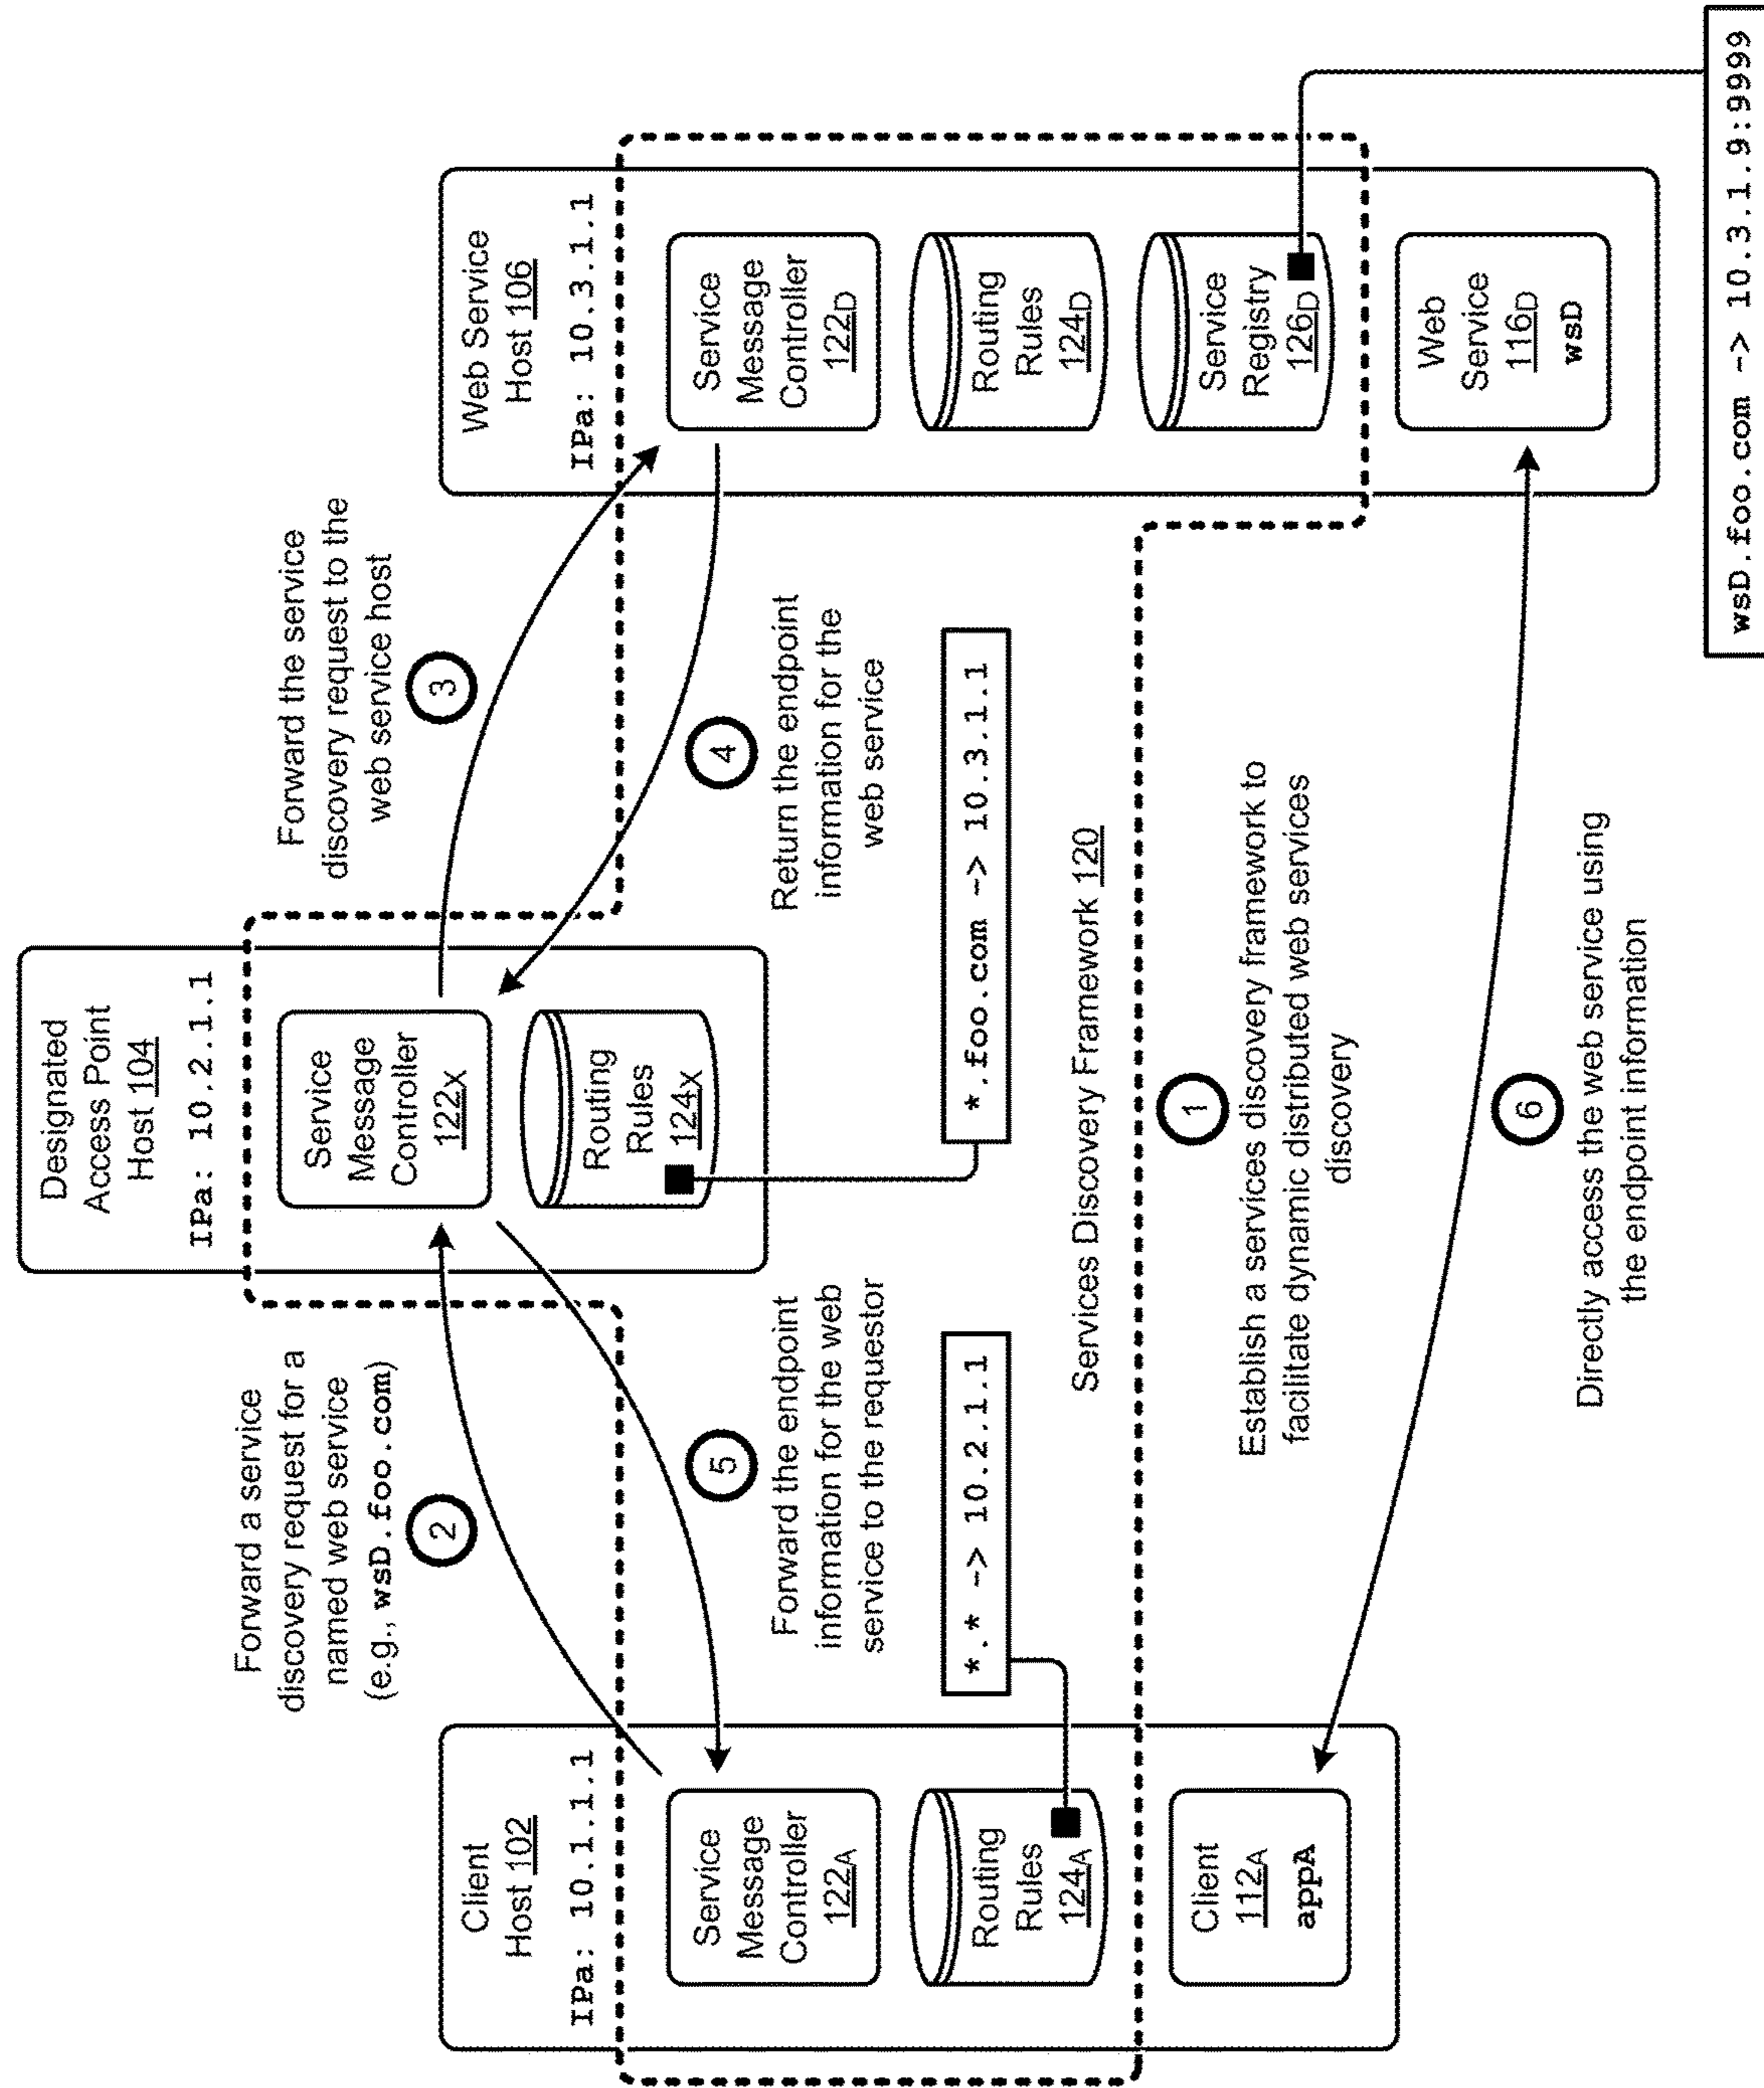 Designated
Access Point
Host 104
IPa: 10.2.1.1
Service
Message
Controller
122X
Routing
Rules
124X
Forward a service
discovery request for a
named web service
(e.g., wsD.foo.com)
2
Forward the service
discovery request to the
web service host
3
Client
Host 102
IPa: 10.1.1.1
Service
Message
Controller
122A
Routing
Rules
124A
Client
112A
appA
5
Forward the endpoint
information for the web
service to the requestor
*.* -> 10.2.1.1
4
Return the endpoint
information for the
web service
*.foo.com -> 10.3.1.1
Web Service
Host 106
IPa: 10.3.1.1
Service
Message
Controller
122D
Routing
Rules
124D
Service
Registry
126D
Web
Service
116D
wsD
Services Discovery Framework 120
1
Establish a services discovery framework to
facilitate dynamic distributed web services
discovery
6
Directly access the web service using
the endpoint information
wsD.foo.com -> 10.3.1.9:9999